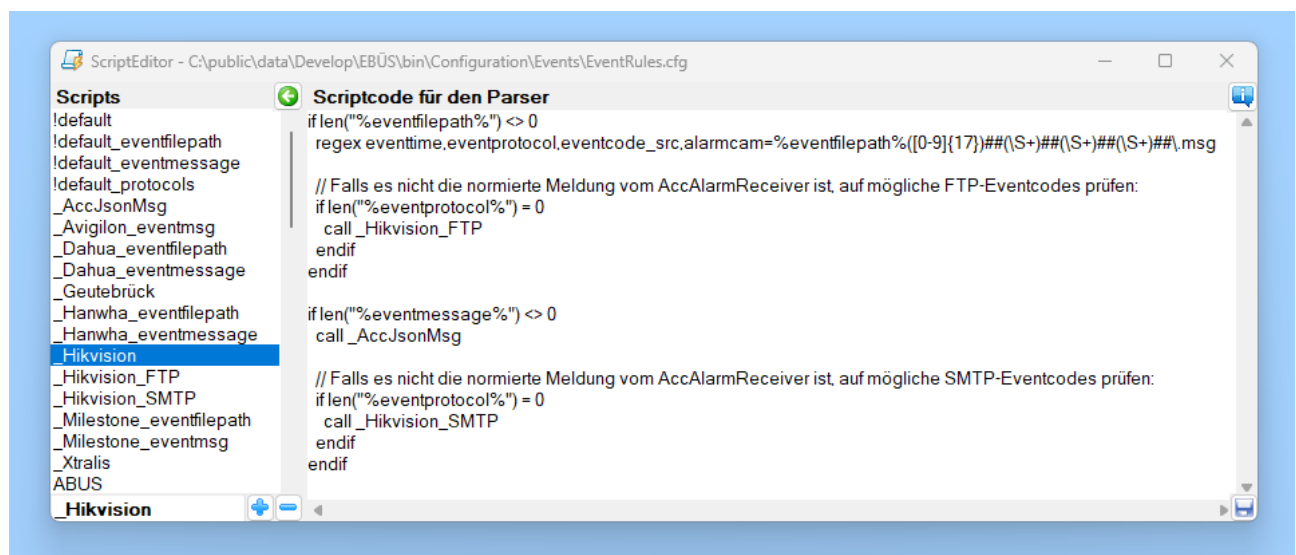 ScriptEditor - C:\public\data\Develop\EBÜS\bin\Configuration\Events\EventRules.cfg
Scripts
!default
!default_eventfilepath
!default_eventmessage
!default_protocols
_AccJsonMsg
_Avigilon_eventmsg
_Dahua_eventfilepath
_Dahua_eventmessage
_Geutebrück
_Hanwha_eventfilepath
_Hanwha_eventmessage
_Hikvision
_Hikvision_FTP
_Hikvision_SMTP
_Milestone_eventfilepath
_Milestone_eventmsg
_Xtralis
ABUS
_Hikvision
Scriptcode für den Parser
if len("%eventfilepath%") <> 0
regex eventtime,eventprotocol,eventcode_src,alarmcam=%eventfilepath%([0-9]{17})##(\S+)##(\S+)##(\S+)##\.msg
// Falls es nicht die normierte Meldung vom AccAlarmReceiver ist, auf mögliche FTP-Eventcodes prüfen:
if len("%eventprotocol%") = 0
call _Hikvision_FTP
endif
endif
if len("%eventmessage%") <> 0
call _AccJsonMsg
// Falls es nicht die normierte Meldung vom AccAlarmReceiver ist, auf mögliche SMTP-Eventcodes prüfen:
if len("%eventprotocol%") = 0
call _Hikvision_SMTP
endif
endif